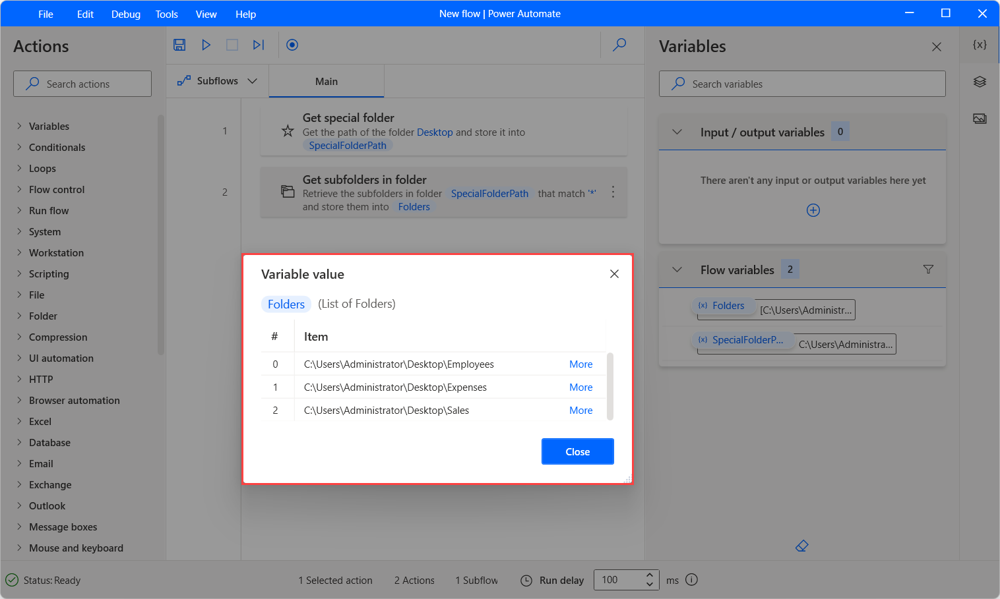 File Edit Debug Tools View Help New flow | Power Automate
Actions
Search actions
Variables
Conditionals
Loops
Flow control
Run flow
System
Workstation
Scripting
File
Folder
Compression
UI automation
HTTP
Browser automation
Excel
Database
Email
Exchange
Outlook
Message boxes
Mouse and keyboard
Subflows Main
1
Get special folder
Get the path of the folder Desktop and store it into
SpecialFolderPath
2
Get subfolders in folder
Retrieve the subfolders in folder SpecialFolderPath that match '*'
and store them into Folders
Variable value
Folders (List of Folders)
# Item
0 C:\Users\Administrator\Desktop\Employees More
1 C:\Users\Administrator\Desktop\Expenses More
2 C:\Users\Administrator\Desktop\Sales More
Close
Variables
{x}
Search variables
Input / output variables 0
There aren't any input or output variables here yet
Flow variables 2
{x} Folders [C:\Users\Administr...
{x} SpecialFolderP... C:\Users\Administra...
Status: Ready 1 Selected action 2 Actions 1 Subflow Run delay 100 ms